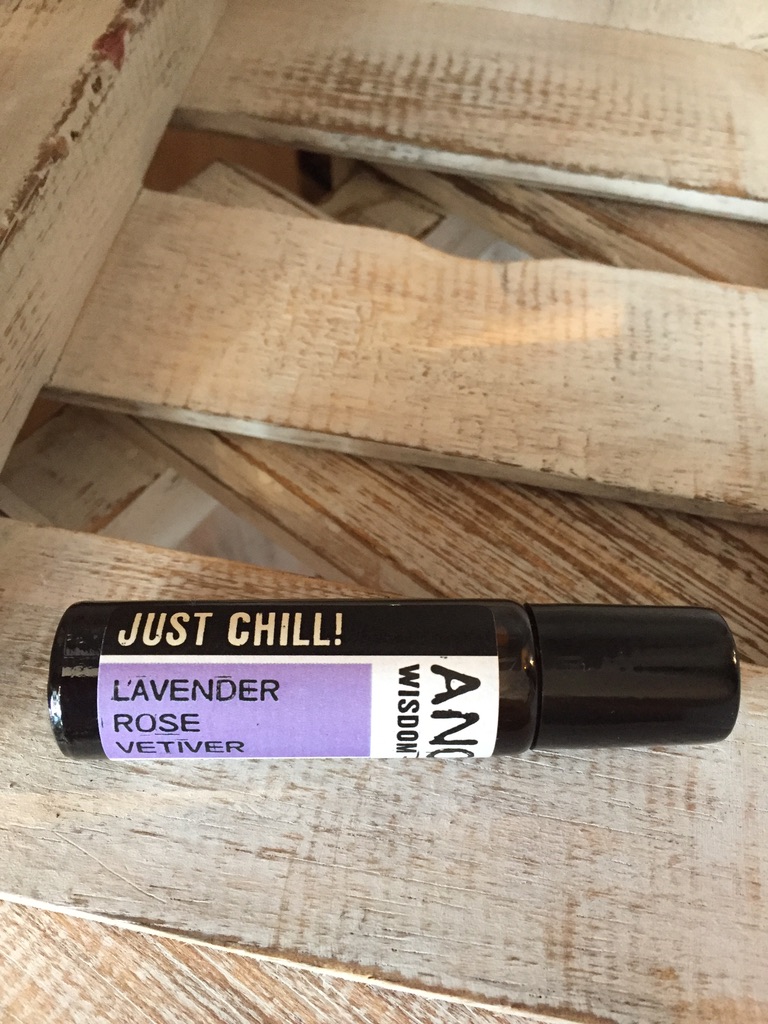 JUST CHILL!
LAVENDER
ROSE
VETIVER
WISDOM